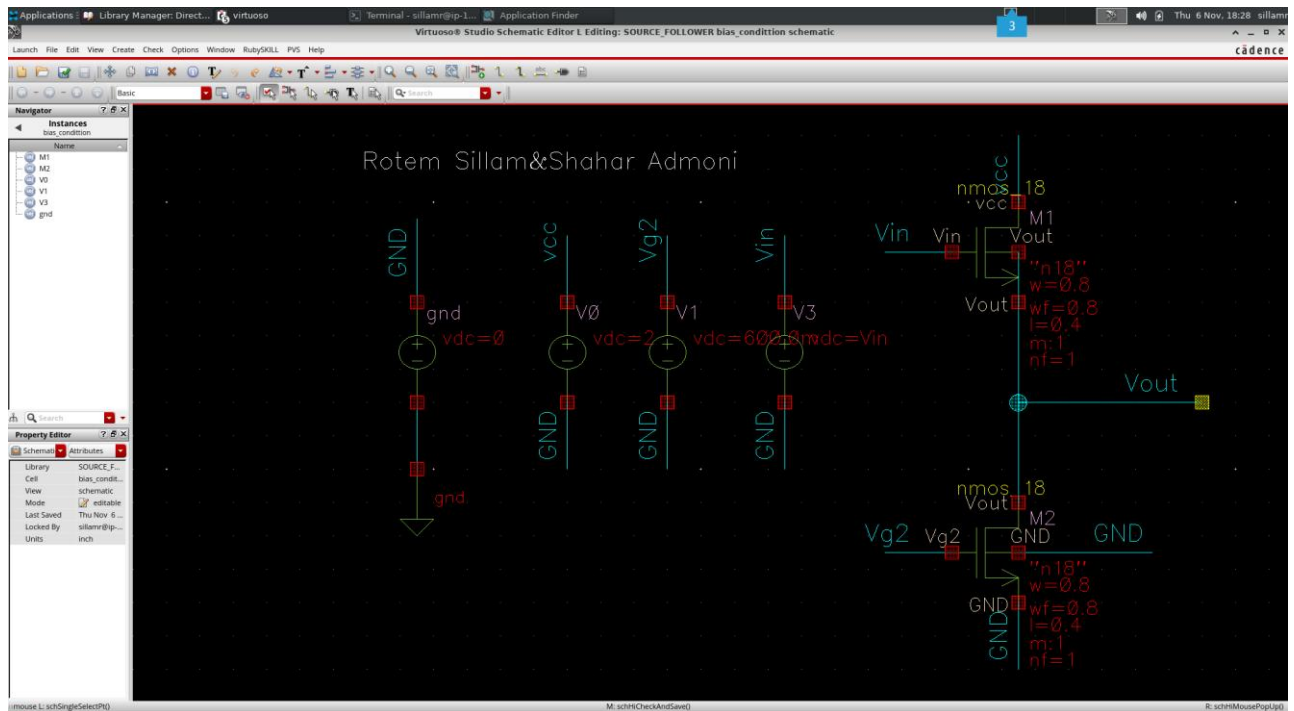 Applications Library Manager: Direct... virtuoso Terminal - sillamr@ip-1... Application Finder 3 Thu 6 Nov, 18:28 sillamr
Virtuoso® Studio Schematic Editor L Editing: SOURCE_FOLLOWER bias_condittion schematic
Launch File Edit View Create Check Options Window RubySKILL PVS Help
cādence
Basic
Search
Navigator
Instances
bias_condittion
Name
M1
M2
V0
V1
V3
gnd
Search
Property Editor
Schemati Attributes
Library SOURCE_F...
Cell bias_condit...
View schematic
Mode editable
Last Saved Thu Nov 6 ...
Locked By sillamr@ip-...
Units inch
Rotem Sillam&Shahar Admoni
GND
gnd
vdc=0
gnd
vcc
V0
vdc=2
GND
Vg2
V1
GND
Vin
V3
vdc=Vin
GND
vcc
nmos_18
vcc
M1
Vin
Vin
Vout
"n18"
w=0.8
Vout
wf=0.8
l=0.4
m:1
nf=1
Vout
nmos_18
Vout
M2
Vg2
Vg2
GND
GND
"n18"
w=0.8
GND
wf=0.8
l=0.4
m:1
nf=1
GND
mouse L: schSingleSelectPt() M: schHiCheckAndSave() R: schHiMousePopUp()